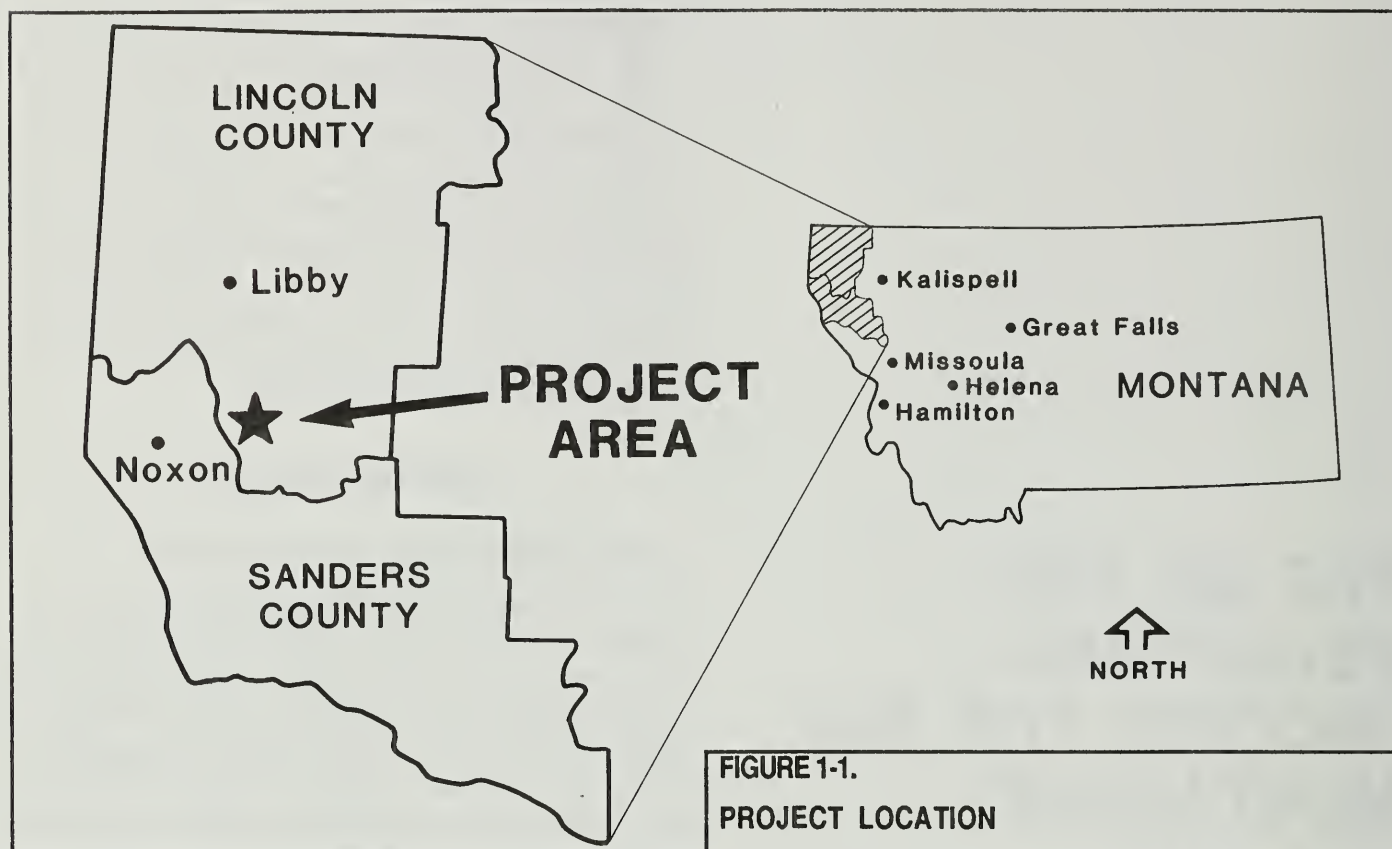 LINCOLN
COUNTY
Libby
PROJECT
AREA
Noxon
SANDERS
COUNTY
Kalispell
Great Falls
Missoula
Helena
MONTANA
Hamilton
NORTH
FIGURE 1-1.
PROJECT LOCATION